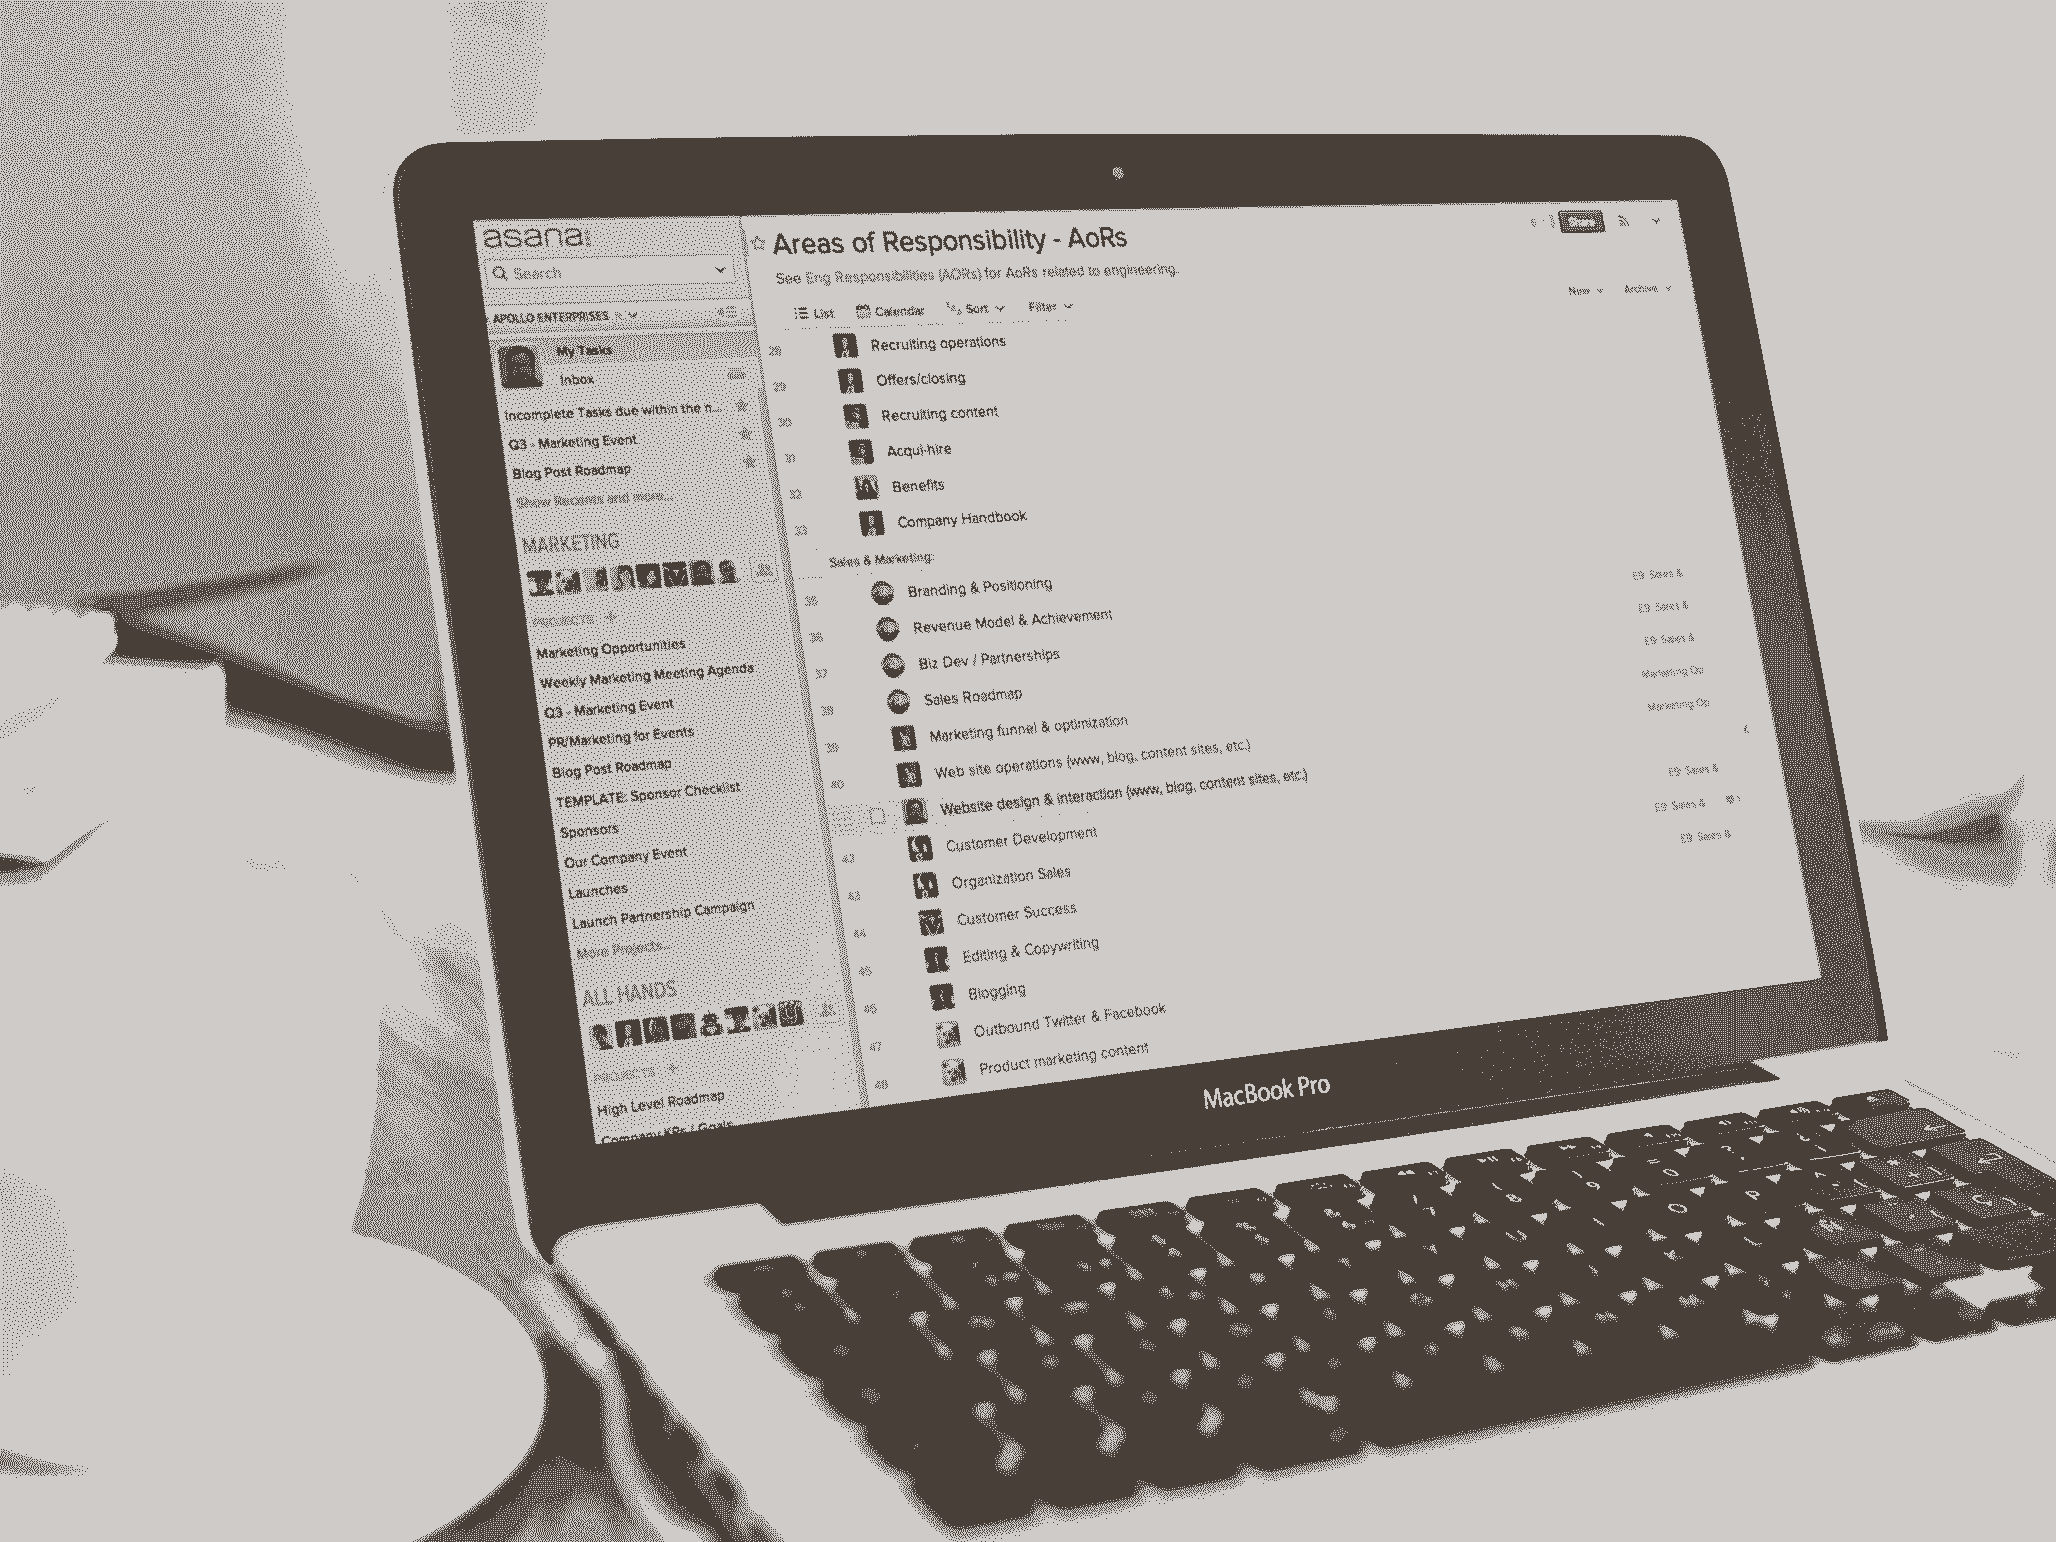 asana
Search
APOLLO ENTERPRISES
My Tasks
Inbox
Incomplete Tasks due within the n...
Q3 - Marketing Event
Blog Post Roadmap
Show Recents and more...
MARKETING
PROJECTS +
Marketing Opportunities
Weekly Marketing Meeting Agenda
Q3 - Marketing Event
PR/Marketing for Events
Blog Post Roadmap
TEMPLATE: Sponsor Checklist
Sponsors
Our Company Event
Launches
Launch Partnership Campaign
More Projects...
ALL HANDS
PROJECTS +
High Level Roadmap
Company KPs / Goals
Areas of Responsibility - AoRs
Share
See Eng Responsibilities (AORs) for AoRs related to engineering.
List Calendar Sort Filter
New Archive
28 Recruiting operations
29 Offers/closing
30 Recruiting content
31 Acqui-hire
32 Benefits
33 Company Handbook
Sales & Marketing:
35 Branding & Positioning E9 Sales &
36 Revenue Model & Achievement E9 Sales &
37 Biz Dev / Partnerships E9 Sales &
38 Sales Roadmap Marketing Op
39 Marketing funnel & optimization Marketing Op
40 Web site operations (www, blog, content sites, etc.)
Website design & interaction (www, blog, content sites, etc.) E9 Sales &
42 Customer Development E9 Sales &
43 Organization Sales E9 Sales &
44 Customer Success
45 Editing & Copywriting
46 Blogging
47 Outbound Twitter & Facebook
48 Product marketing content
MacBook Pro